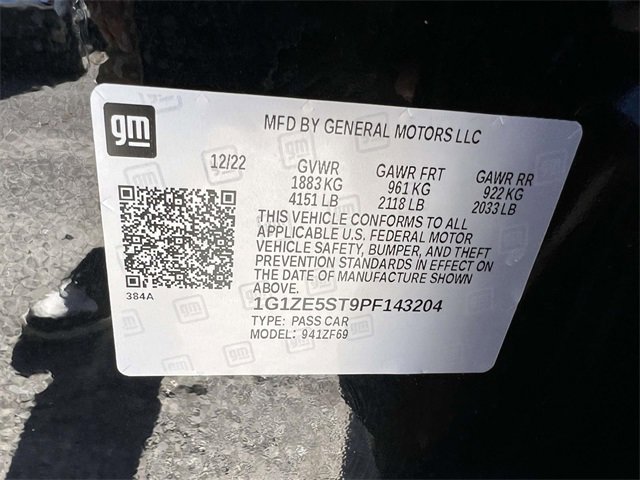 gm
MFD BY GENERAL MOTORS LLC
12/22 GVWR GAWR FRT GAWR RR
1883 KG 961 KG 922 KG
4151 LB 2118 LB 2033 LB
THIS VEHICLE CONFORMS TO ALL
APPLICABLE U.S. FEDERAL MOTOR
VEHICLE SAFETY, BUMPER, AND THEFT
PREVENTION STANDARDS IN EFFECT ON
THE DATE OF MANUFACTURE SHOWN
ABOVE.
384A
1G1ZE5ST9PF143204
TYPE: PASS CAR
MODEL: 941ZF69